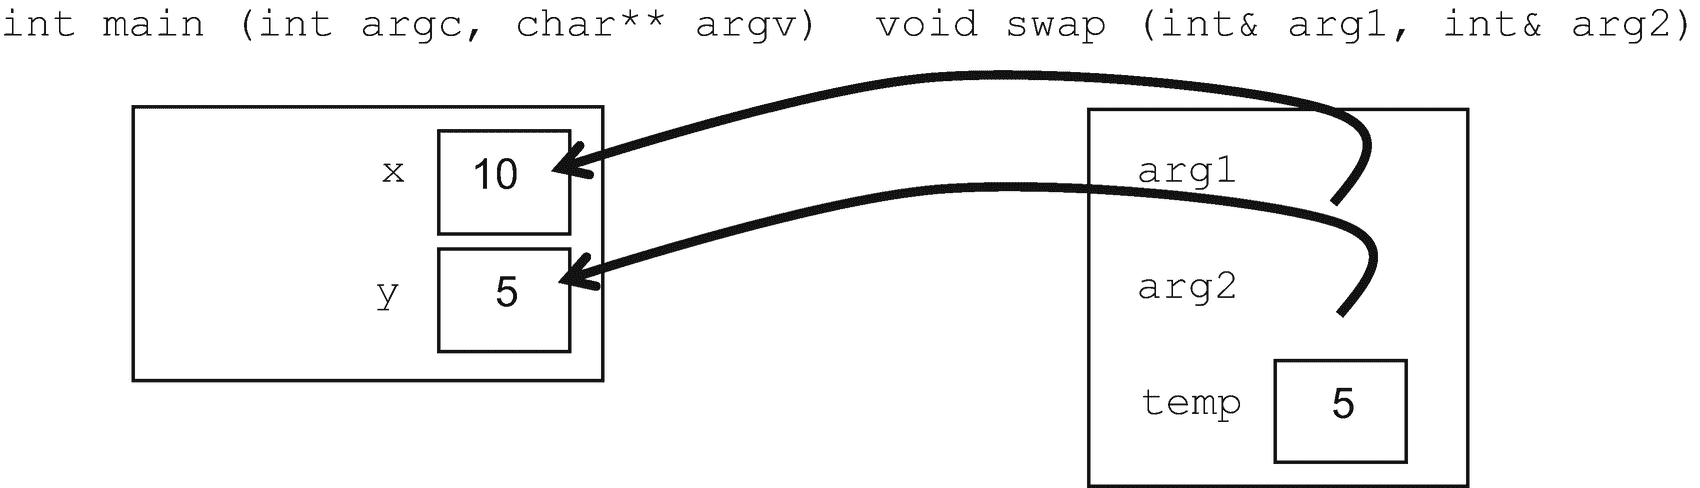 int main (int argc, char** argv) void swap (int& arg1, int& arg2)
x 10 arg1
y 5 arg2
temp 5